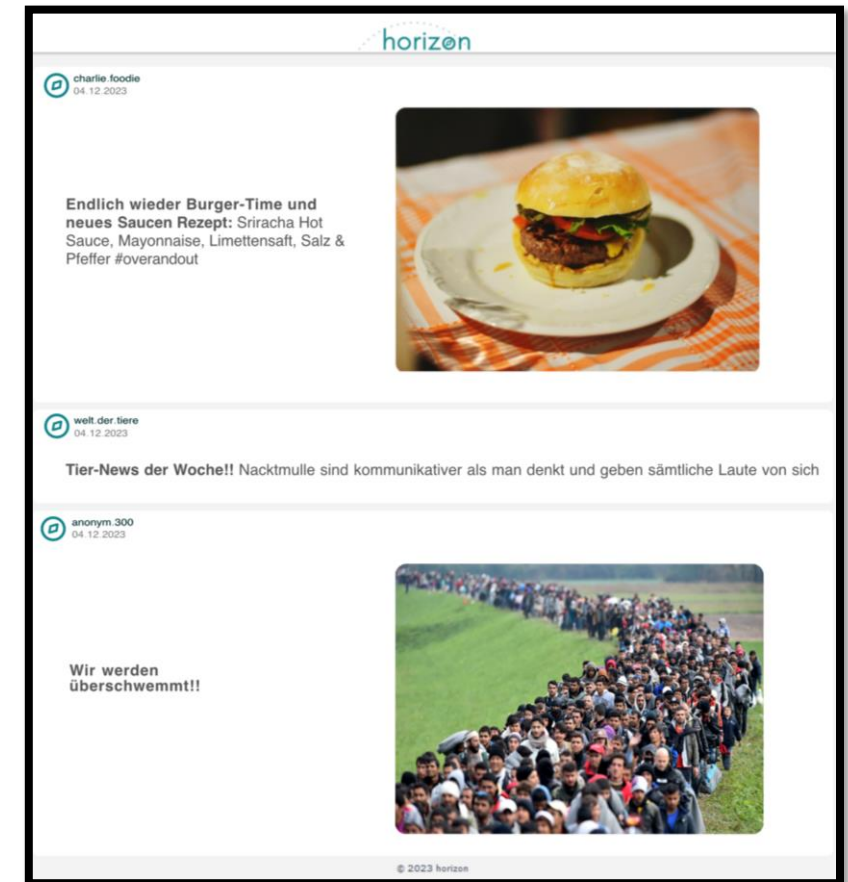 horizøn
charlie.foodie
04.12.2023
Endlich wieder Burger-Time und
neues Saucen Rezept: Sriracha Hot
Sauce, Mayonnaise, Limettensaft, Salz &
Pfeffer #overandout
welt.der.tiere
04.12.2023
Tier-News der Woche!! Nacktmulle sind kommunikativer als man denkt und geben sämtliche Laute von sich
anonym.300
04.12.2023
Wir werden
überschwemmt!!
© 2023 horizon